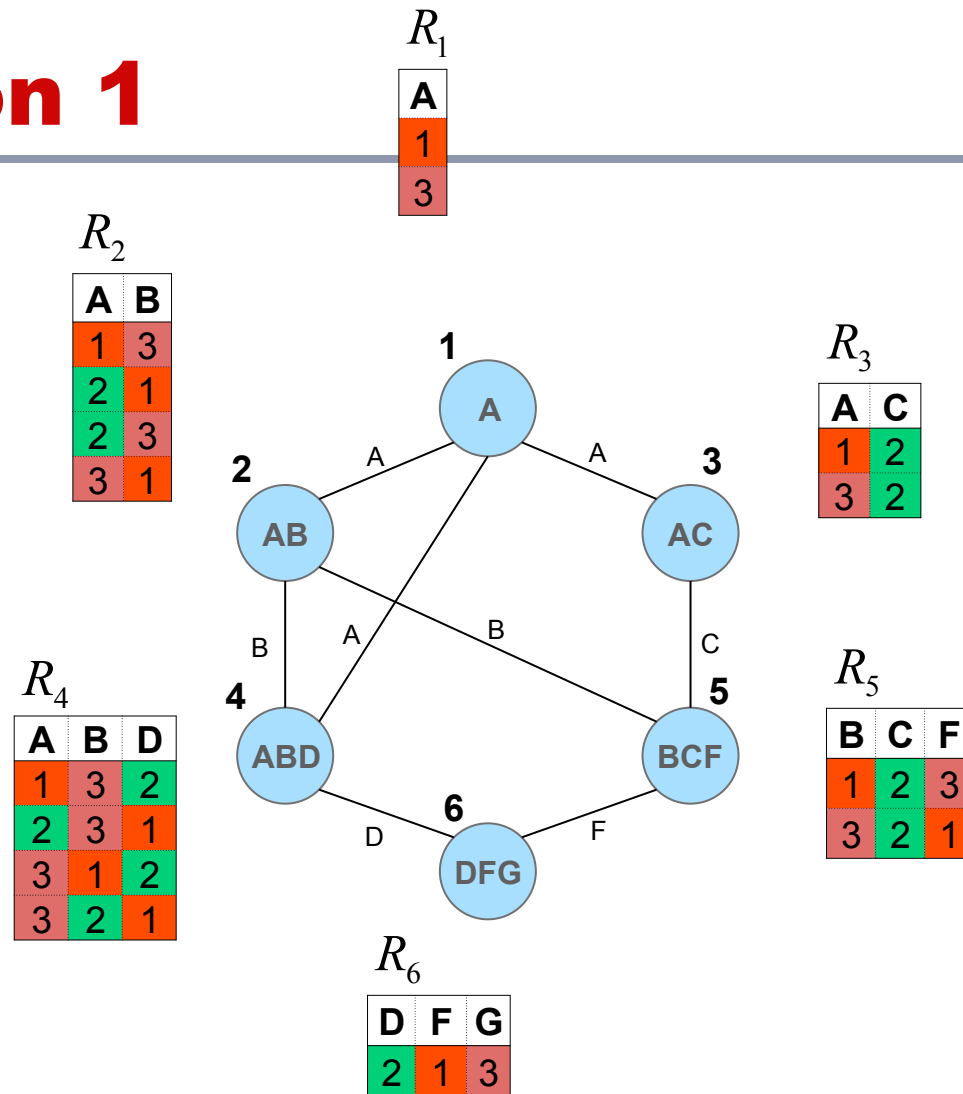 on 1
R1
A
1
3
R2
A B
1 3
2 1
2 3
3 1
R3
A C
1 2
3 2
1
A
2
AB
3
AC
A
A
B
A
B
C
4
ABD
5
BCF
6
DFG
D
F
R4
A B D
1 3 2
2 3 1
3 1 2
3 2 1
R5
B C F
1 2 3
3 2 1
R6
D F G
2 1 3